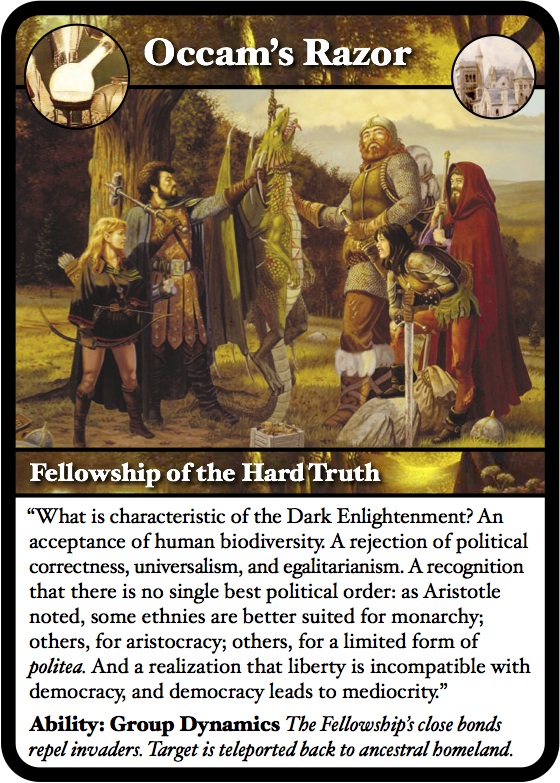 Occam's Razor
Fellowship of the Hard Truth
“What is characteristic of the Dark Enlightenment? An
acceptance of human biodiversity. A rejection of political
correctness, universalism, and egalitarianism. A recognition
that there is no single best political order: as Aristotle
noted, some ethnies are better suited for monarchy;
others, for aristocracy; others, for a limited form of
politea. And a realization that liberty is incompatible with
democracy, and democracy leads to mediocrity.”
Ability: Group Dynamics The Fellowship's close bonds
repel invaders. Target is teleported back to ancestral homeland.